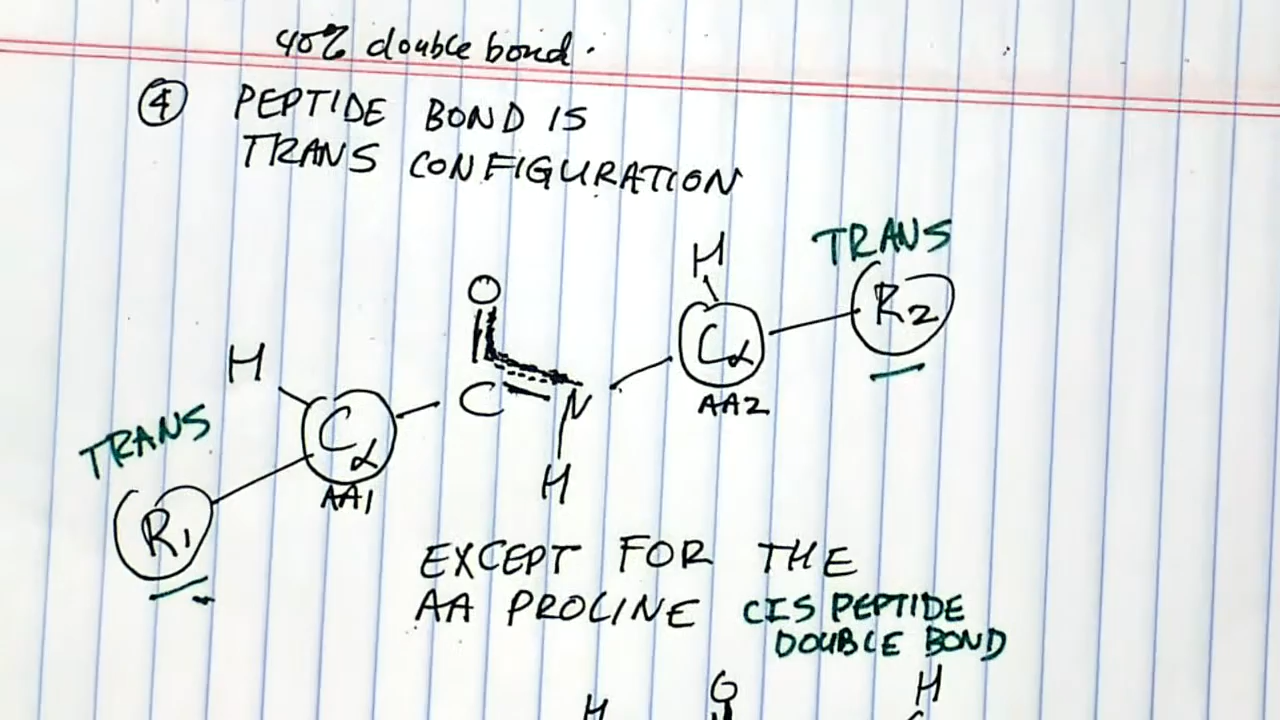 40% double bond.
④ PEPTIDE BOND IS
TRANS CONFIGURATION
TRANS
H
R2
O
Cα
H
AA2
C
N
TRANS
Cα
H
AA1
R1
EXCEPT FOR THE
AA PROLINE CIS PEPTIDE
DOUBLE BOND
H
O
H